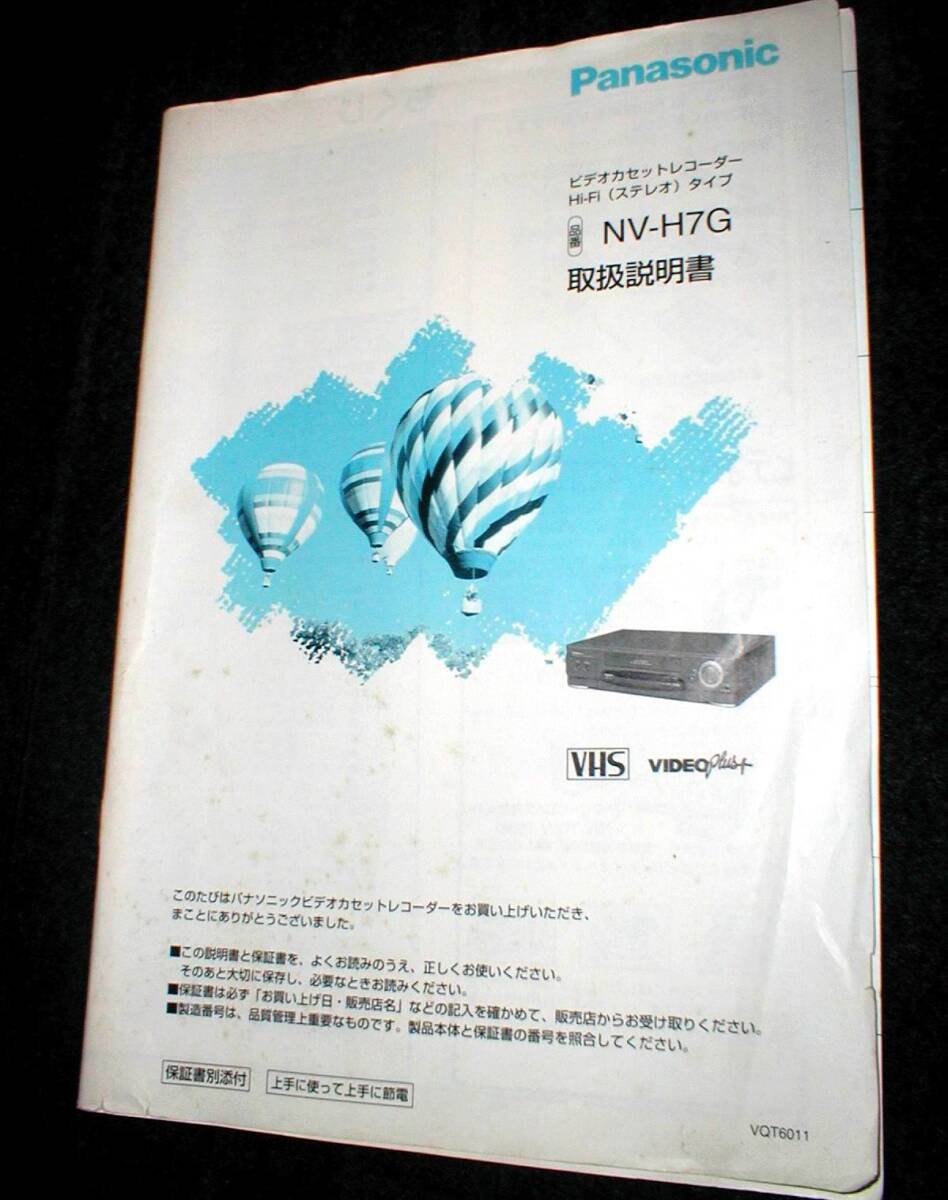 Panasonic
ビデオカセットレコーダー
Hi-Fi（ステレオ）タイプ
品番 NV-H7G
取扱説明書
VHS VIDEO Plus+
このたびはパナソニックビデオカセットレコーダーをお買い上げいただき、
まことにありがとうございました。
■この説明書と保証書を、よくお読みのうえ、正しくお使いください。
そのあと大切に保存し、必要なときお読みください。
■保証書は必ず「お買い上げ日・販売店名」などの記入を確かめて、販売店からお受け取りください。
■製造番号は、品質管理上重要なものです。製品本体と保証書の番号を照合してください。
保証書別添付 上手に使って上手に節電
VQT6011